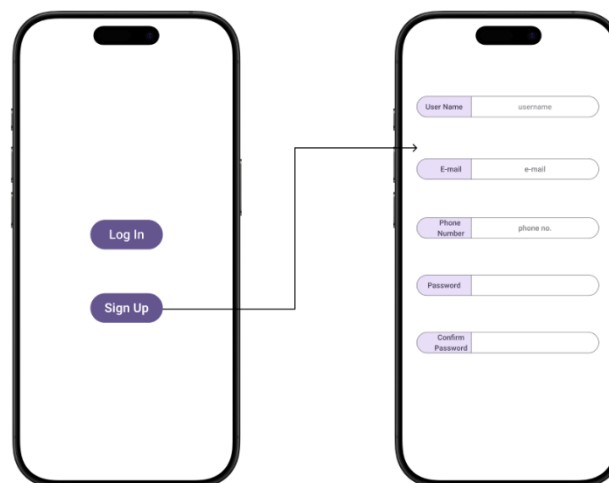 Log In
Sign Up
User Name
username
E-mail
e-mail
Phone
Number
phone no.
Password
Confirm
Password